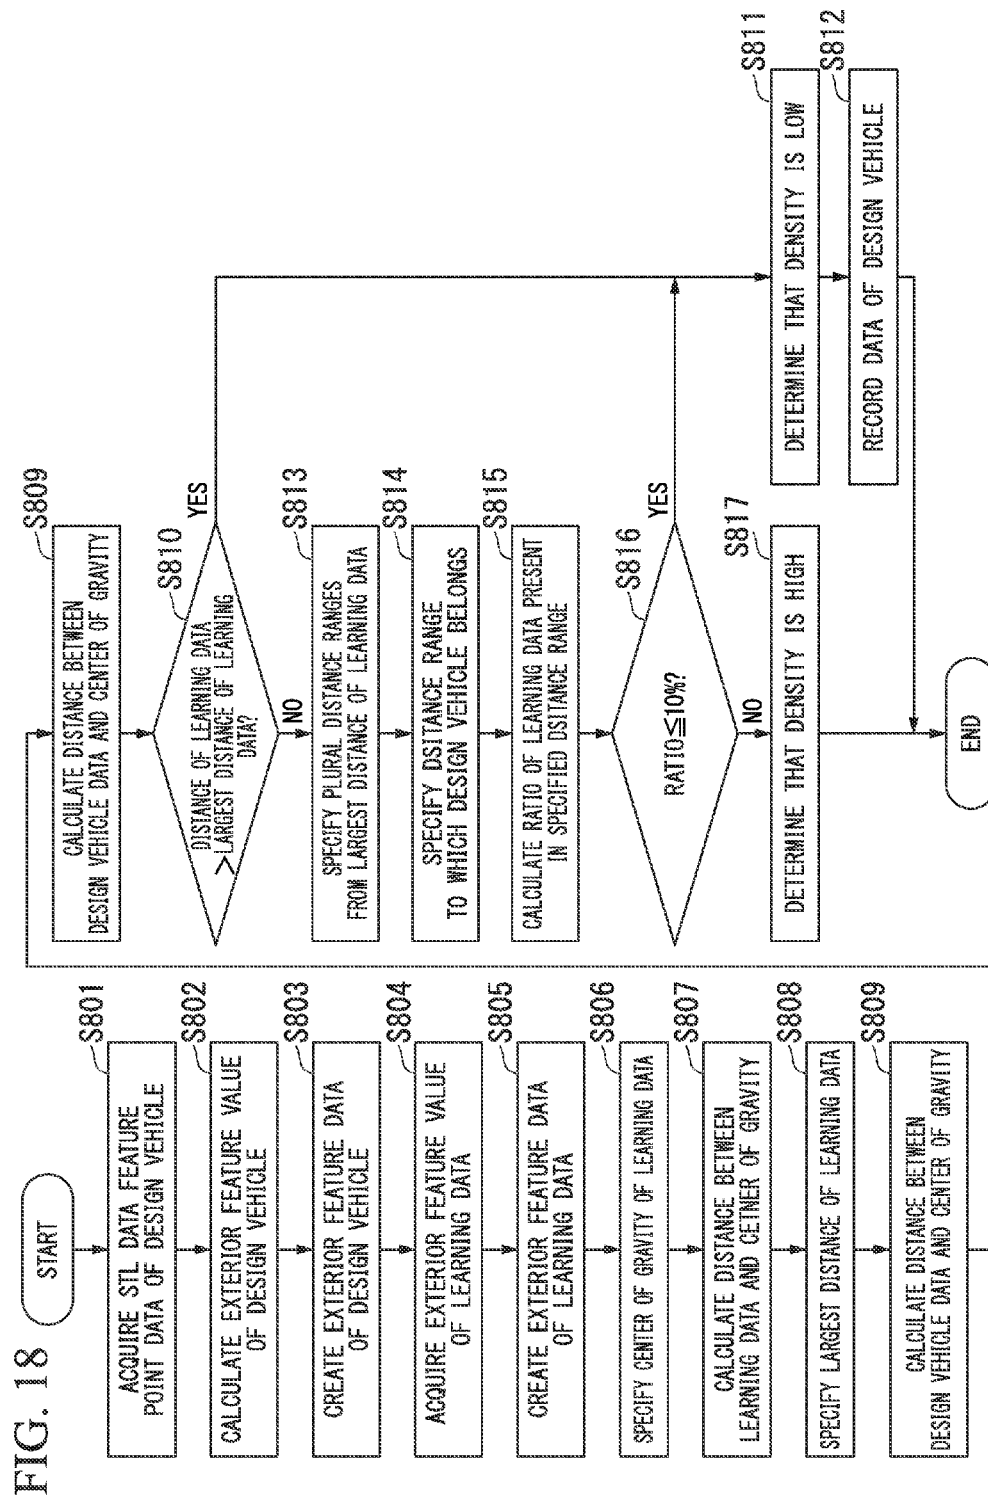 FIG. 18
START
S801
ACQUIRE STL DATA FEATURE
POINT DATA OF DESIGN VEHICLE
S802
CALCULATE EXTERIOR FEATURE VALUE
OF DESIGN VEHICLE
S803
CREATE EXTERIOR FEATURE DATA
OF DESIGN VEHICLE
S804
ACQUIRE EXTERIOR FEATURE VALUE
OF LEARNING DATA
S805
CREATE EXTERIOR FEATURE DATA
OF LEARNING DATA
S806
SPECIFY CENTER OF GRAVITY OF LEARNING DATA
S807
CALCULATE DISTANCE BETWEEN
LEARNING DATA AND CETNER OF GRAVITY
S808
SPECIFY LARGEST DISTANCE OF LEARNING DATA
S809
CALCULATE DISTANCE BETWEEN
DESIGN VEHICLE DATA AND CENTER OF GRAVITY
S809
CALCULATE DISTANCE BETWEEN
DESIGN VEHICLE DATA AND CENTER OF GRAVITY
S810
DISTANCE OF LEARNING DATA
>LARGEST DISTANCE OF LEARNING
DATA?
YES
NO
S813
SPECIFY PLURAL DISTANCE RANGES
FROM LARGEST DISTANCE OF LEARNING DATA
S814
SPECIFY DSITANCE RANGE
TO WHICH DESIGN VEHICLE BELONGS
S815
CALCULATE RATIO OF LEARNING DATA PRESENT
IN SPECIFIED DSITANCE RANGE
S816
RATIO≦10%?
YES
NO
S817
DETERMINE THAT DENSITY IS HIGH
S811
DETERMINE THAT DENSITY IS LOW
S812
RECORD DATA OF DESIGN VEHICLE
END